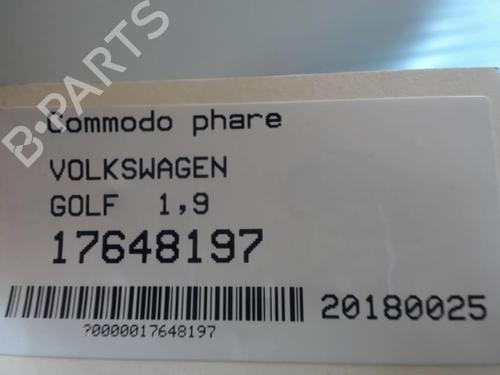 B-PARTS
Commodo phare
VOLKSWAGEN
GOLF 1,9
17648197
20180025
?0000017648197